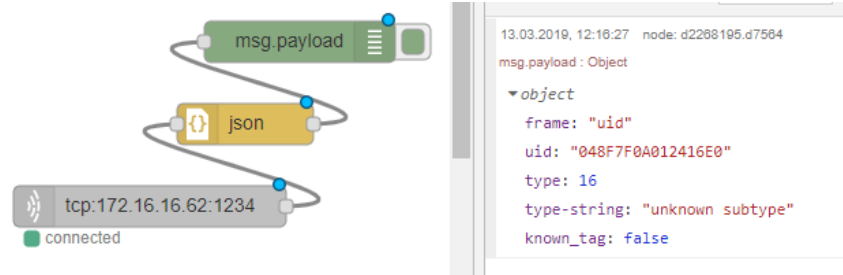 msg.payload
json
tcp:172.16.16.62:1234
connected
13.03.2019, 12:16:27 node: d2268195.d7564
msg.payload : Object
object
frame: "uid"
uid: "048F7F0A012416E0"
type: 16
type-string: "unknown subtype"
known_tag: false